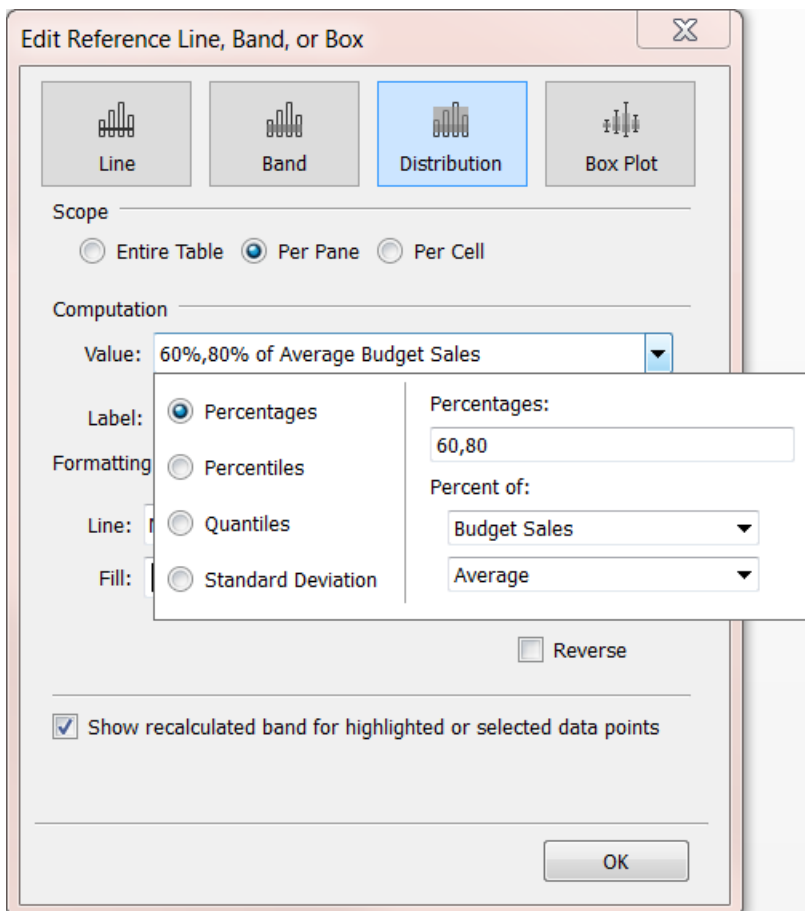 Edit Reference Line, Band, or Box
Line Band Distribution Box Plot
Scope
Entire Table Per Pane Per Cell
Computation
Value: 60%,80% of Average Budget Sales
Label:
Percentages
Percentages:
60,80
Formatting
Percentiles
Percent of:
Line:
Quantiles
Budget Sales
Fill:
Standard Deviation
Average
Reverse
Show recalculated band for highlighted or selected data points
OK